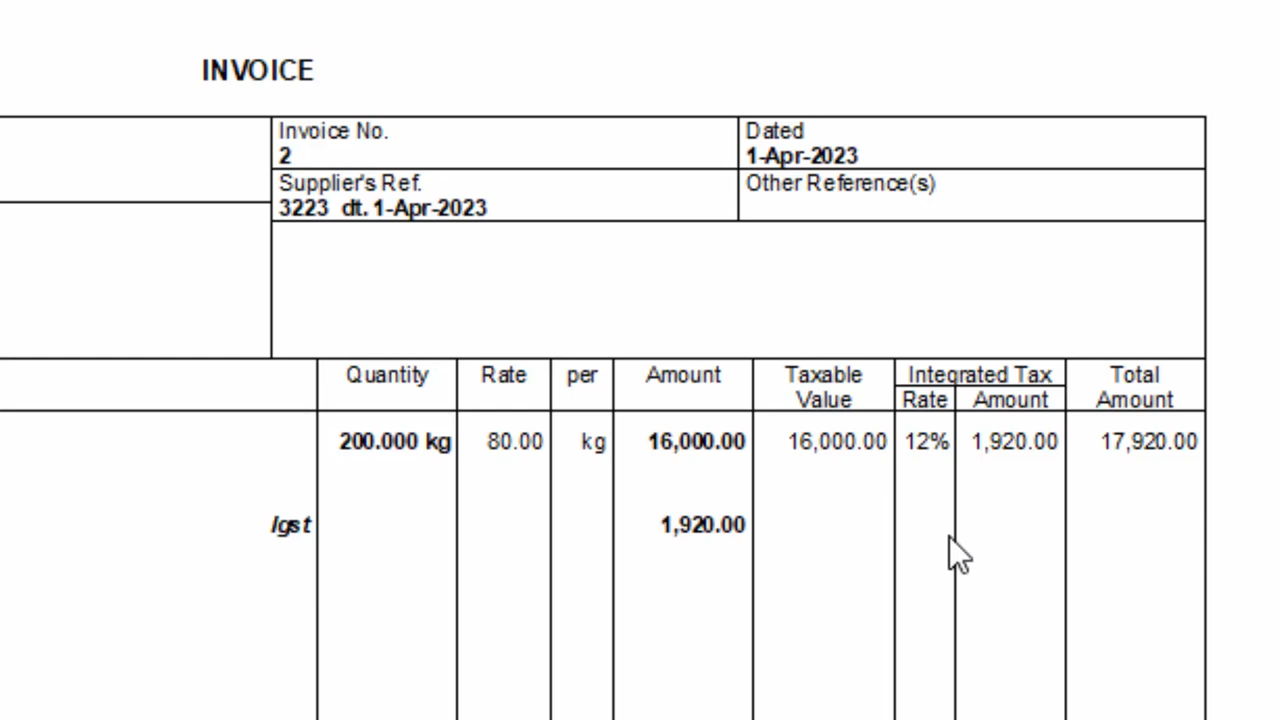 INVOICE
Invoice No. Dated
2 1-Apr-2023
Supplier's Ref. Other Reference(s)
3223 dt. 1-Apr-2023
Quantity Rate per Amount Taxable Integrated Tax Total
Value Rate Amount Amount
200.000 kg 80.00 kg 16,000.00 16,000.00 12% 1,920.00 17,920.00
Igst 1,920.00